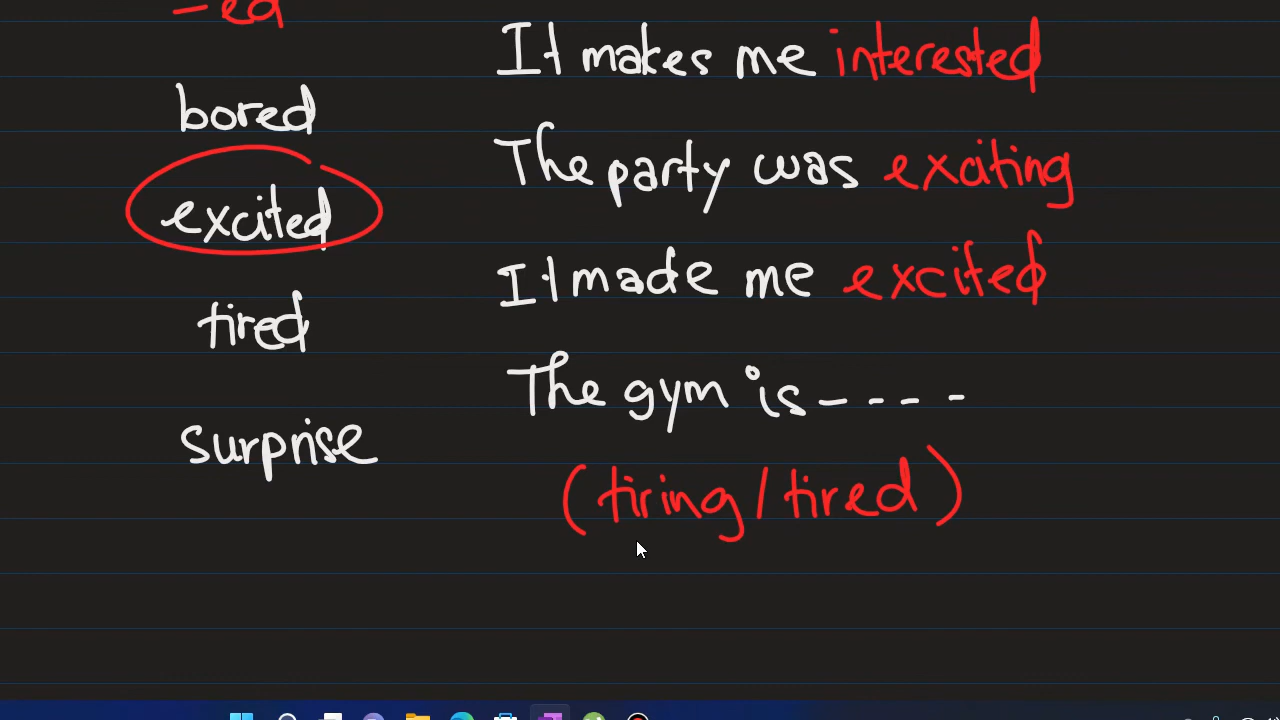 -ed
It makes me interested
bored
The party was exciting
excited
It made me excited
tired
The gym is - - - -
surprise
(tiring/tired)